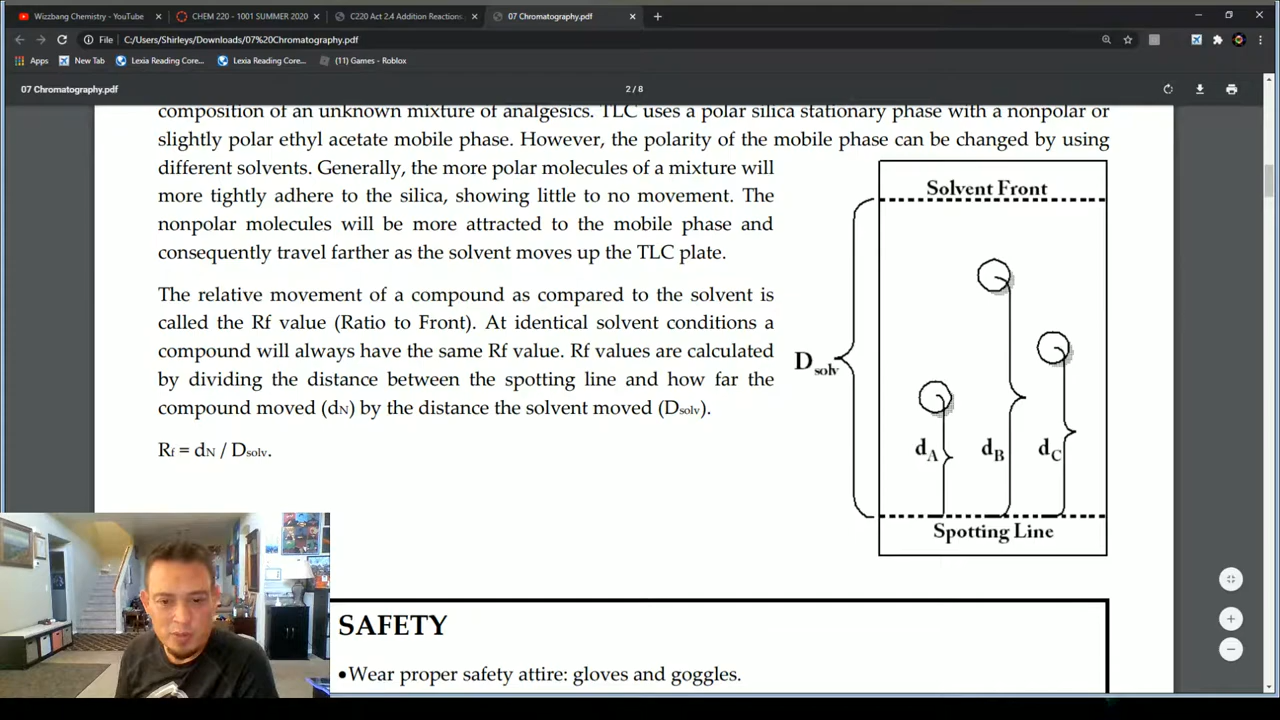 Wizzbang Chemistry - YouTube
CHEM 220 - 1001 SUMMER 2020
C220 Act 2.4 Addition Reactions.
07 Chromatography.pdf
File C:/Users/Shirleys/Downloads/07%20Chromatography.pdf
Apps New Tab Lexia Reading Core... Lexia Reading Core... (11) Games - Roblox
07 Chromatography.pdf 2 / 8
composition of an unknown mixture of analgesics. TLC uses a polar silica stationary phase with a nonpolar or
slightly polar ethyl acetate mobile phase. However, the polarity of the mobile phase can be changed by using
different solvents. Generally, the more polar molecules of a mixture will
more tightly adhere to the silica, showing little to no movement. The
nonpolar molecules will be more attracted to the mobile phase and
consequently travel farther as the solvent moves up the TLC plate.
The relative movement of a compound as compared to the solvent is
called the Rf value (Ratio to Front). At identical solvent conditions a
compound will always have the same Rf value. Rf values are calculated
by dividing the distance between the spotting line and how far the
compound moved (dN) by the distance the solvent moved (Dsolv).
Rf = dN / Dsolv.
Solvent Front
Dsolv
dA dB dC
Spotting Line
SAFETY
•Wear proper safety attire: gloves and goggles.